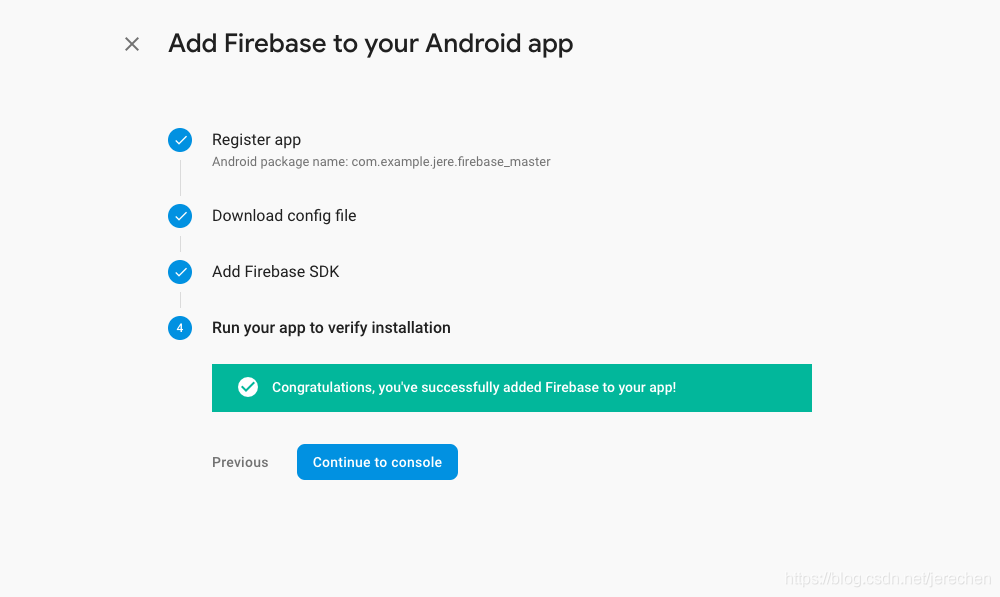 Add Firebase to your Android app
Register app
Android package name: com.example.jere.firebase_master
Download config file
Add Firebase SDK
4
Run your app to verify installation
Congratulations, you've successfully added Firebase to your app!
Previous
Continue to console
https://blog.csdn.net/jerechen